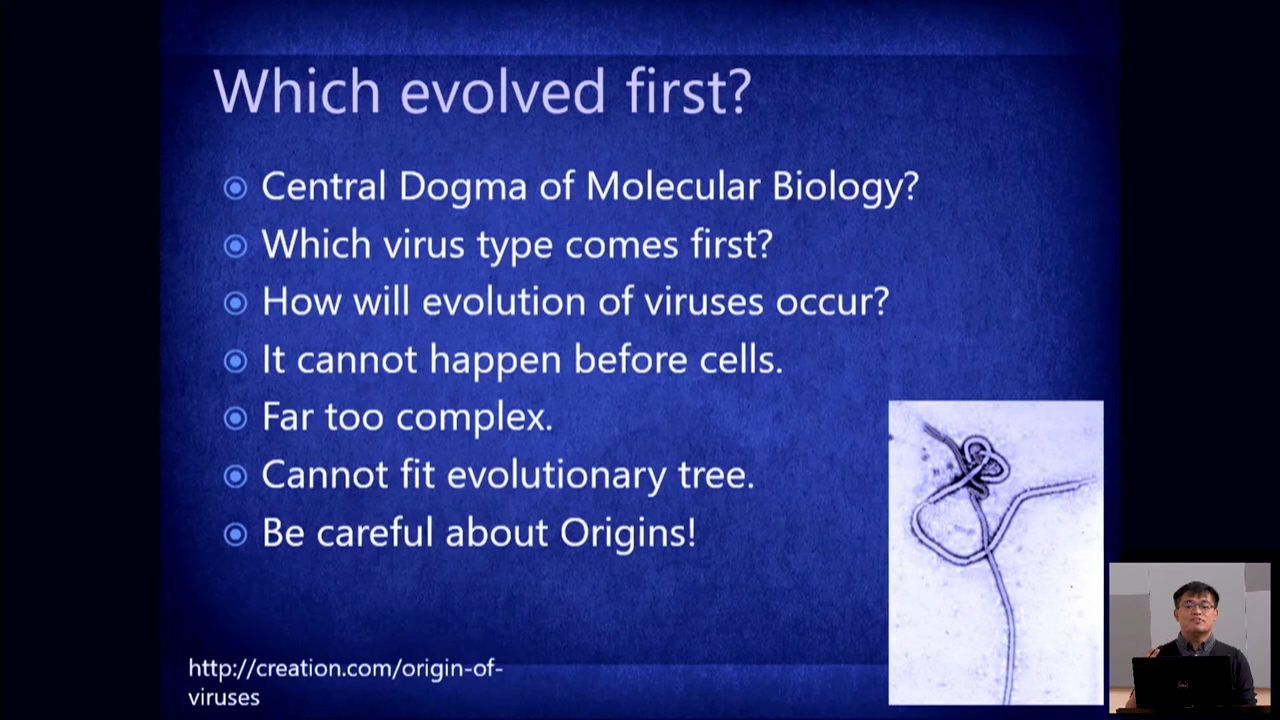 Which evolved first?
Central Dogma of Molecular Biology?
Which virus type comes first?
How will evolution of viruses occur?
It cannot happen before cells.
Far too complex.
Cannot fit evolutionary tree.
Be careful about Origins!
http://creation.com/origin-of-
viruses